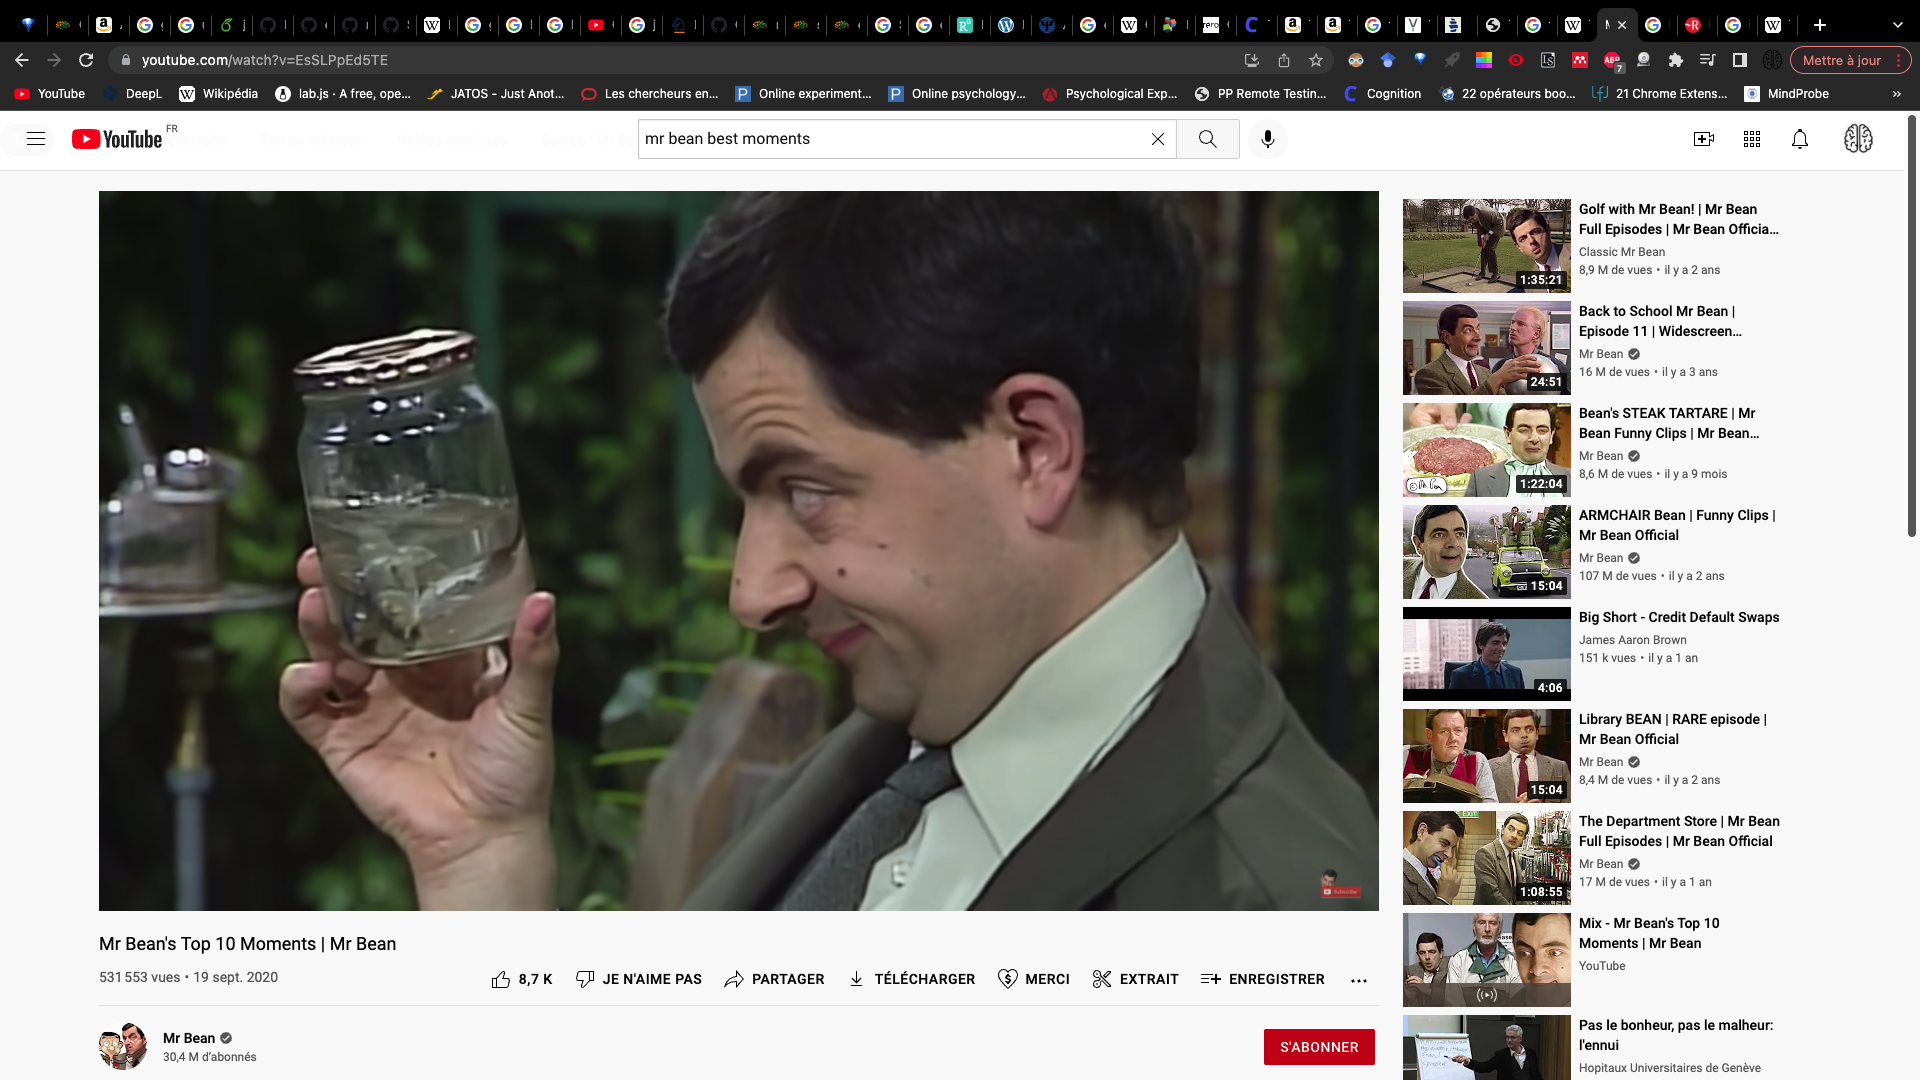 youtube.com/watch?v=EsSLPpEd5TE
Mettre à jour
7
YouTube
DeepL
Wikipédia
lab.js · A free, ope...
JATOS - Just Anot...
Les chercheurs en...
Online experiment...
Online psychology...
Psychological Exp...
PP Remote Testin...
Cognition
22 opérateurs boo...
21 Chrome Extens...
MindProbe
YouTube FR
mr bean best moments
Golf with Mr Bean! | Mr Bean
Full Episodes | Mr Bean Officia...
Classic Mr Bean
8,9 M de vues • il y a 2 ans
1:35:21
Back to School Mr Bean |
Episode 11 | Widescreen...
Mr Bean
16 M de vues • il y a 3 ans
24:51
Bean's STEAK TARTARE | Mr
Bean Funny Clips | Mr Bean...
Mr Bean
8,6 M de vues • il y a 9 mois
1:22:04
ARMCHAIR Bean | Funny Clips |
Mr Bean Official
Mr Bean
107 M de vues • il y a 2 ans
15:04
Big Short - Credit Default Swaps
James Aaron Brown
151 k vues • il y a 1 an
4:06
Library BEAN | RARE episode |
Mr Bean Official
Mr Bean
8,4 M de vues • il y a 2 ans
15:04
EXIT
The Department Store | Mr Bean
Full Episodes | Mr Bean Official
Mr Bean
17 M de vues • il y a 1 an
1:08:55
Mix - Mr Bean's Top 10
Moments | Mr Bean
YouTube
Pas le bonheur, pas le malheur:
l'ennui
Hopitaux Universitaires de Genève
Subscribe
Mr Bean's Top 10 Moments | Mr Bean
531 553 vues • 19 sept. 2020
8,7 K
JE N'AIME PAS
PARTAGER
TÉLÉCHARGER
MERCI
EXTRAIT
ENREGISTRER
Mr Bean
30,4 M d'abonnés
S'ABONNER